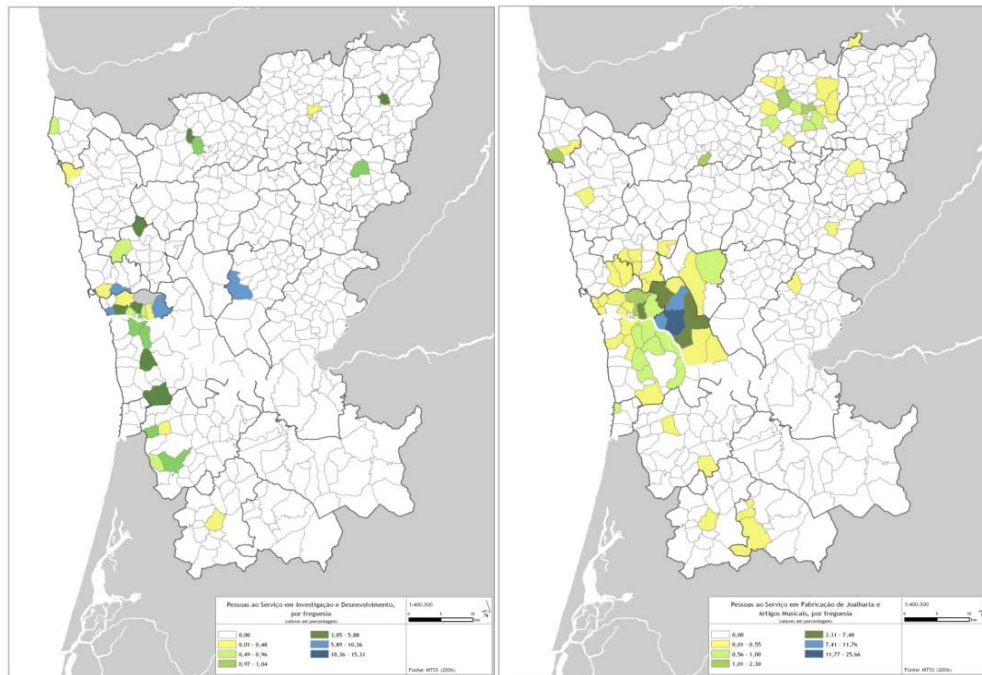 Pessoas ao Serviço em Investigação e Desenvolvimento,
por freguesia
(valores em percentagem)
0,00
0,01 - 0,48
0,49 - 0,96
0,97 - 3,04
3,05 - 5,88
5,89 - 10,36
10,36 - 15,31
1:400.000
km
Fonte: MTSS (2006)
Pessoas ao Serviço em Fabricação de Joalharia e
Artigos Musicais, por freguesia
(valores em percentagem)
0,00
0,01 - 0,55
0,56 - 1,00
1,01 - 2,30
2,31 - 7,40
7,41 - 11,76
11,77 - 25,66
1:400.000
km
Fonte: MTSS (2006)